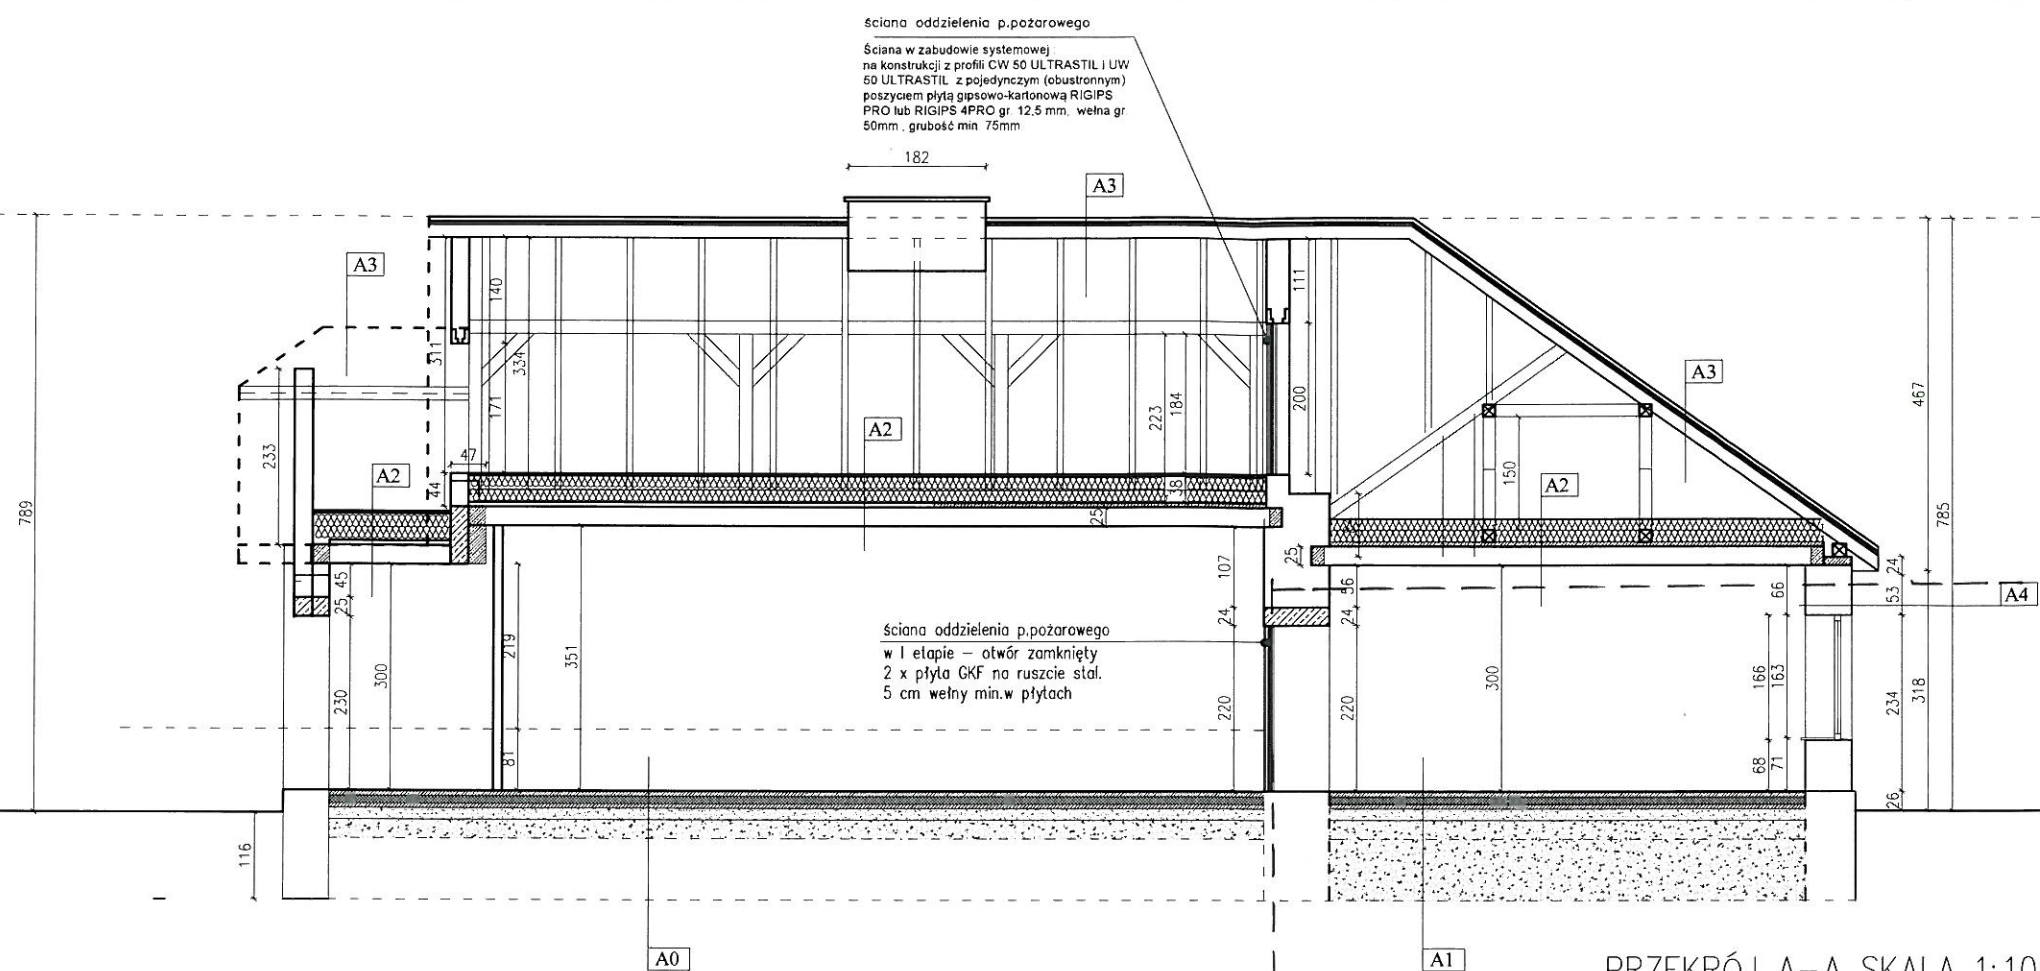 ściana oddzielenia p.pożarowego
Ściana w zabudowie systemowej
na konstrukcji z profili CW 50 ULTRASTIL i UW
50 ULTRASTIL z pojedynczym (obustronnym)
poszyciem płytą gipsowo-kartonową RIGIPS
PRO lub RIGIPS 4PRO gr. 12,5 mm, wełna gr
50mm, grubość min 75mm
182
A3
A3
A3
A2
A2
A2
A4
789
233
311
140
334
171
47
44
223
184
38
25
111
200
150
467
785
25
107
24
220
56
24
220
300
66
166
163
68
71
24
53
234
318
26
45
25
230
300
219
81
351
116
ściana oddzielenia p.pożarowego
w I etapie – otwór zamknięty
2 x płyta GKF na ruszcie stal.
5 cm wełny min.w płytach
A0
A1
PRZEKRÓJ A-A SKALA 1:10